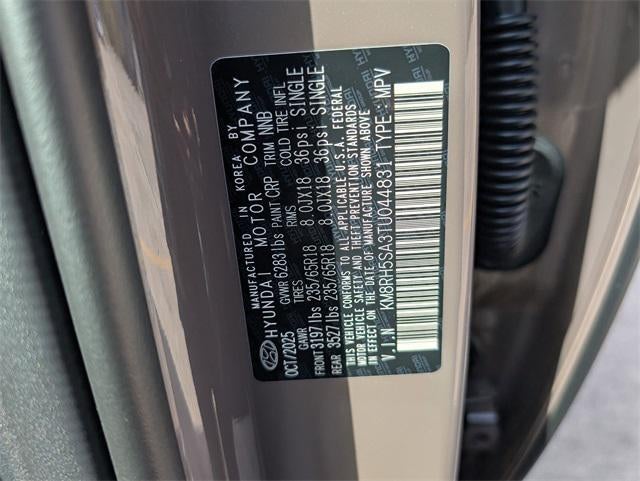 MANUFACTURED IN KOREA BY
HYUNDAI MOTOR COMPANY
OCT/2025 GVWR 6283 lbs PAINT CRP TRIM NNB
GAWR TIRES RIMS COLD TIRE INFL
FRONT 3197 lbs 235/65R18 8.0JX18 36psi SINGLE
REAR 3527 lbs 235/65R18 8.0JX18 36psi SINGLE
THIS VEHICLE CONFORMS TO ALL APPLICABLE U.S.A. FEDERAL
MOTOR VEHICLE SAFETY AND THEFT PREVENTION STANDARDS
IN EFFECT ON THE DATE OF MANUFACTURE SHOWN ABOVE
V.I.N KM8RH5SA3TU044831 TYPE : MPV